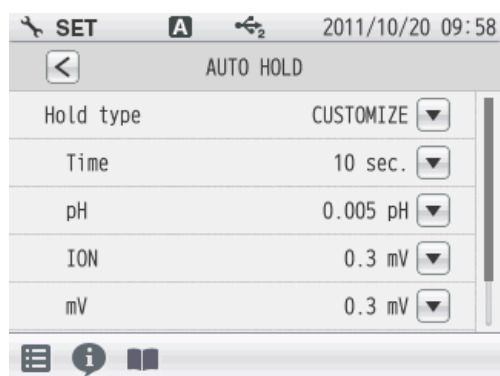 SET A 2 2011/10/20 09:58
< AUTO HOLD
Hold type CUSTOMIZE
Time 10 sec.
pH 0.005 pH
ION 0.3 mV
mV 0.3 mV